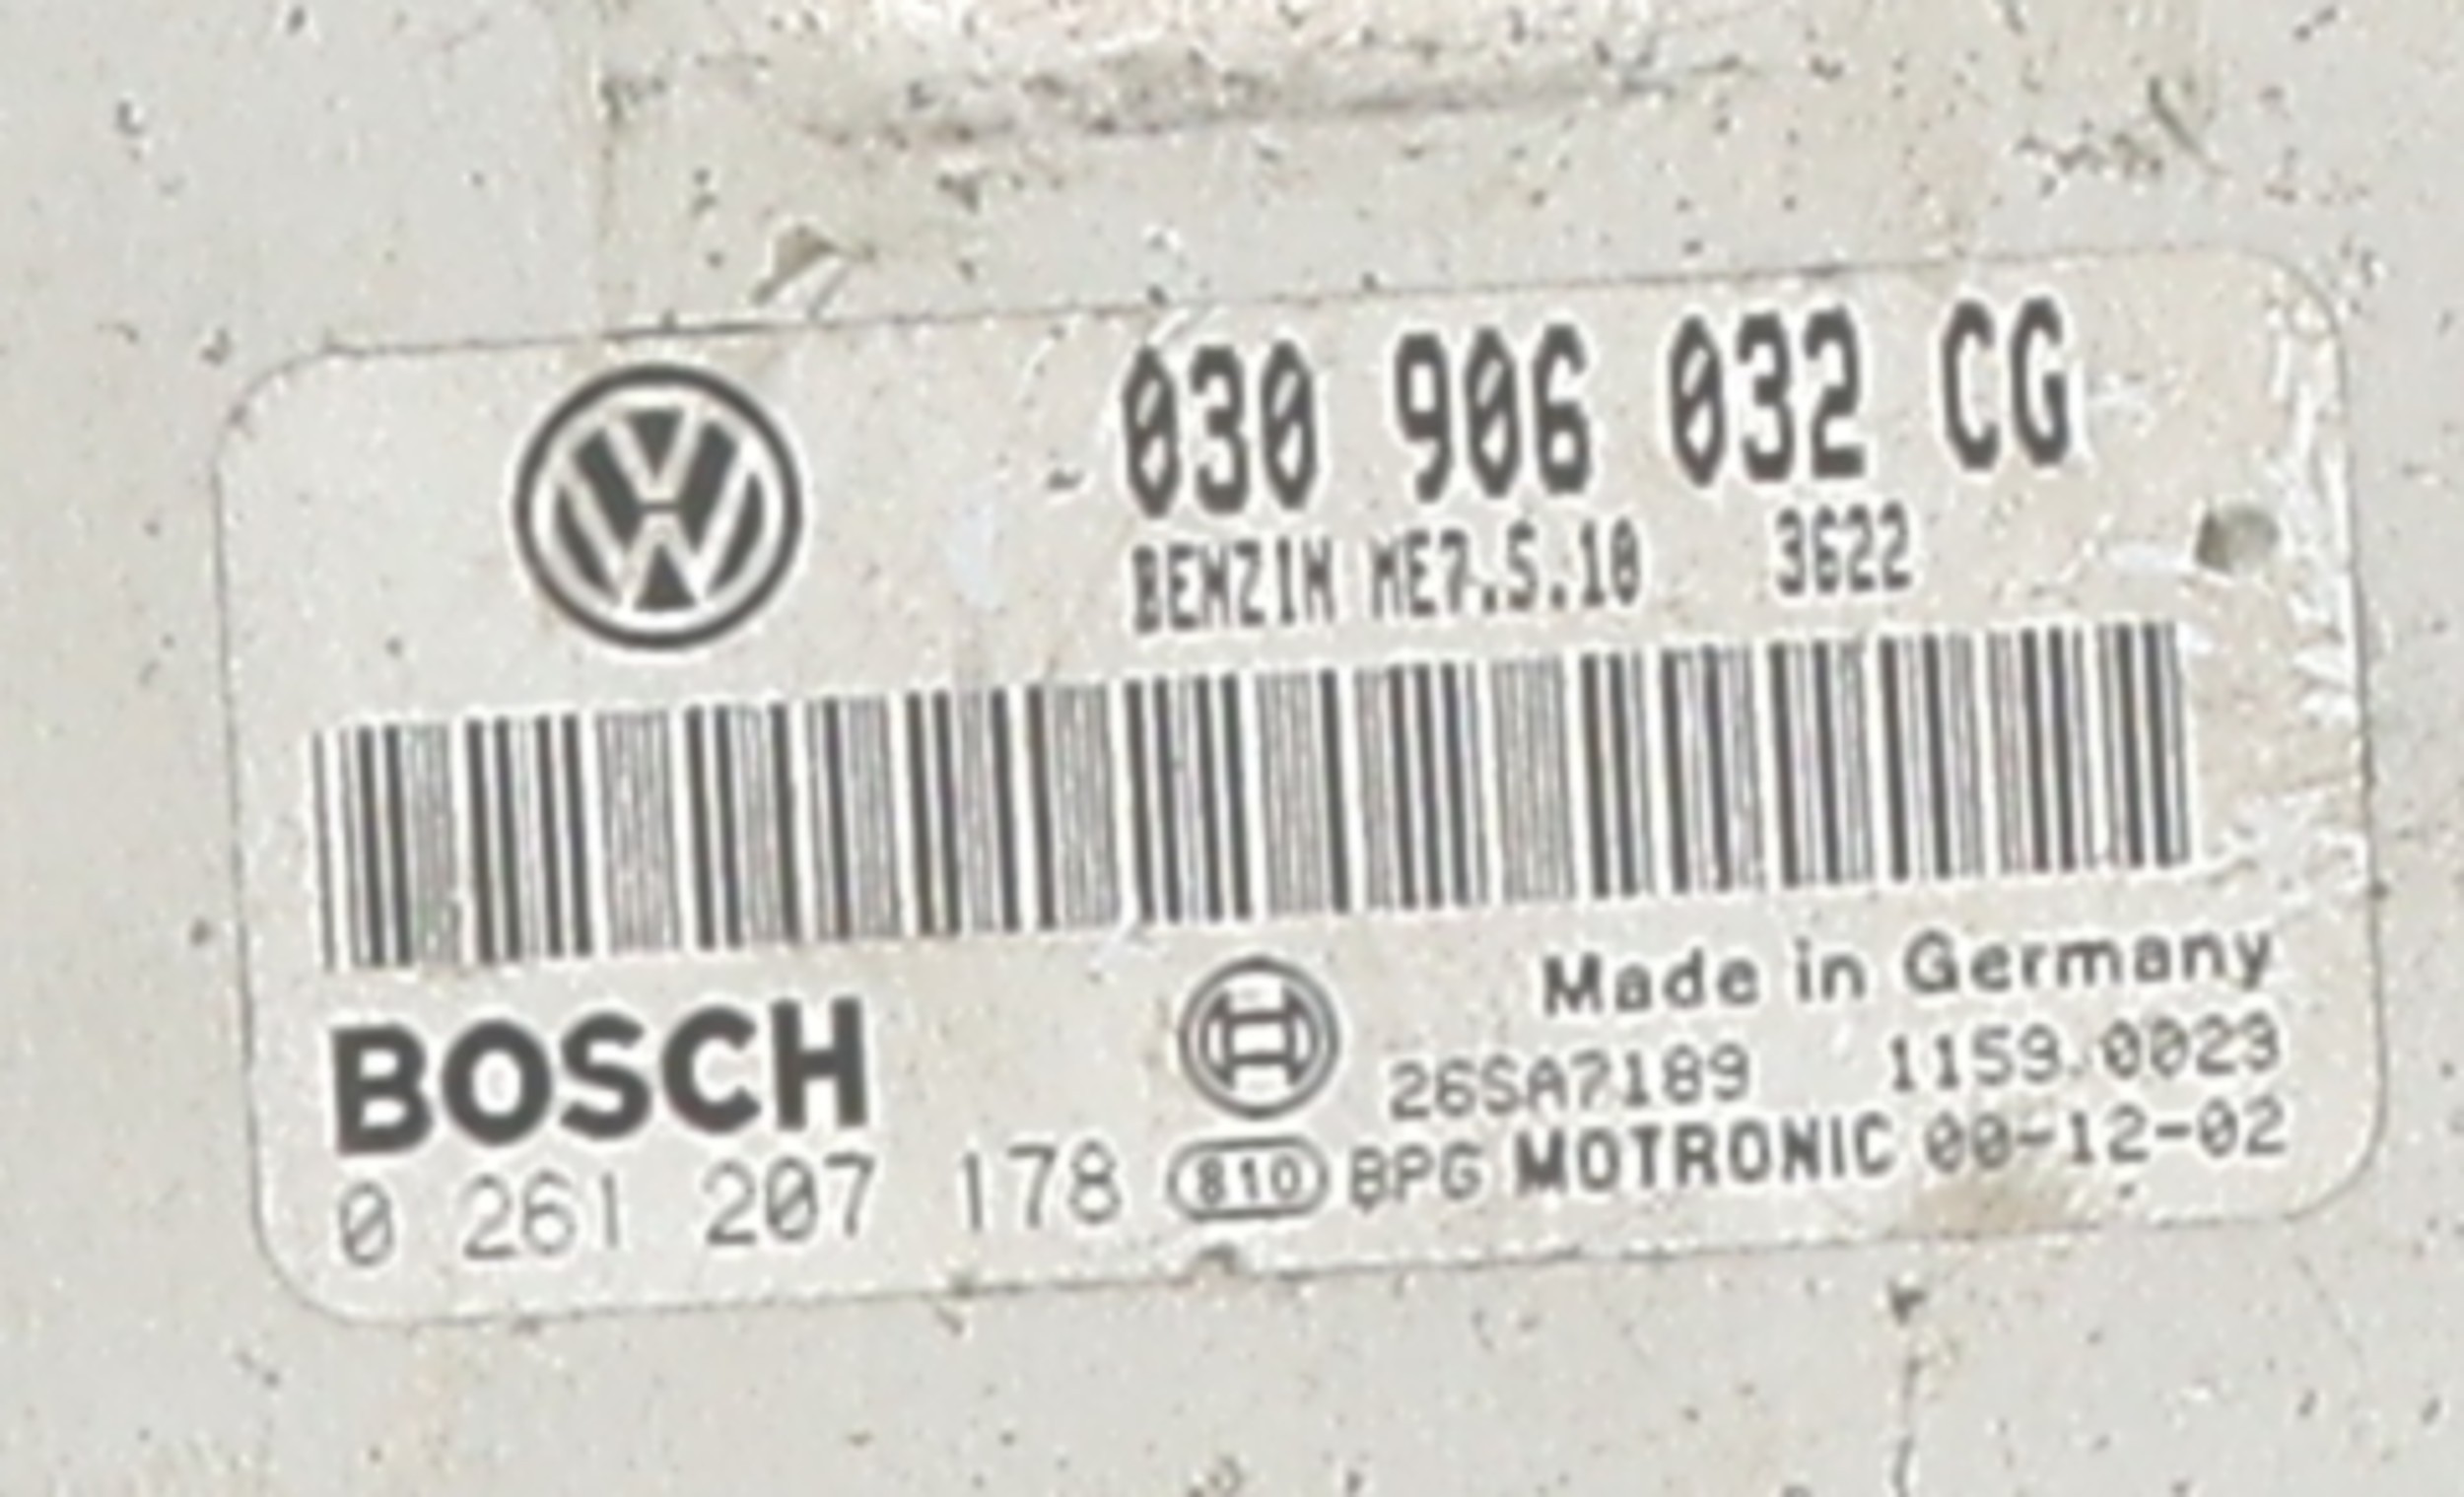 030 906 032 CG
BENZIN ME7.5.10 3622
Made in Germany
BOSCH
26SA7189 1159.0023
0 261 207 178 810 BPG MOTRONIC 00-12-02